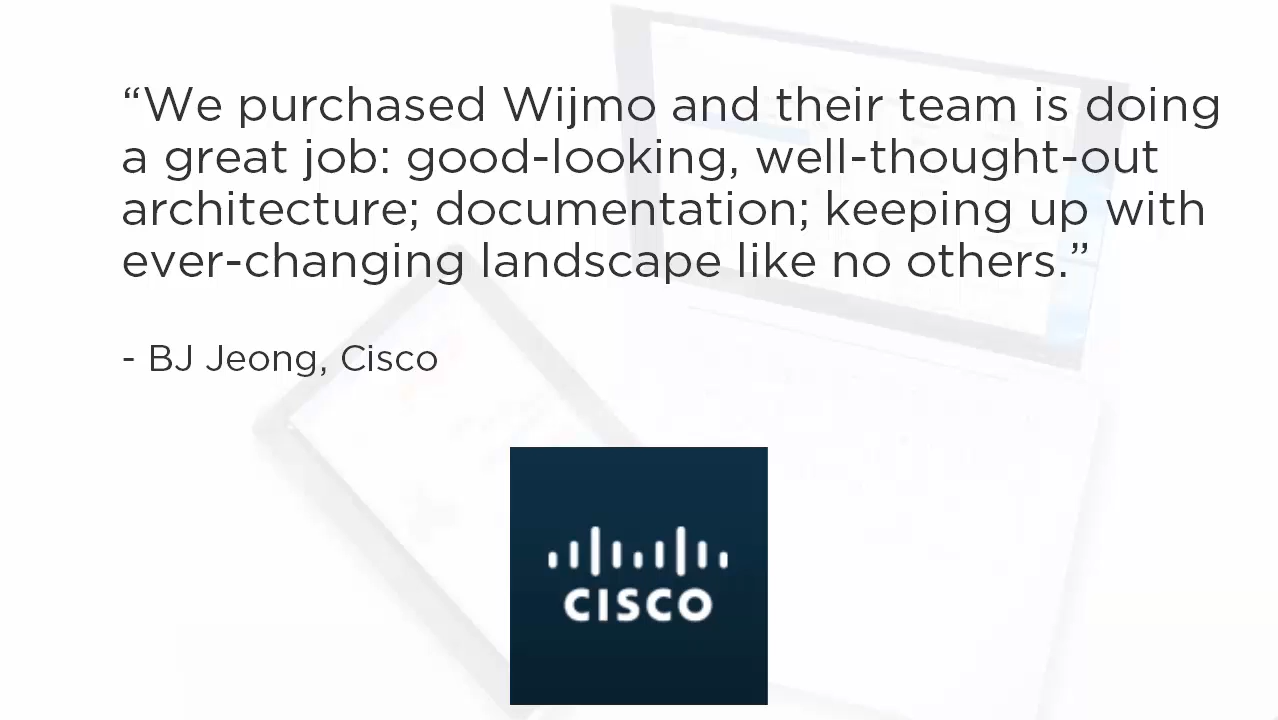 “We purchased Wijmo and their team is doing
a great job: good-looking, well-thought-out
architecture; documentation; keeping up with
ever-changing landscape like no others.”
- BJ Jeong, Cisco
CISCO